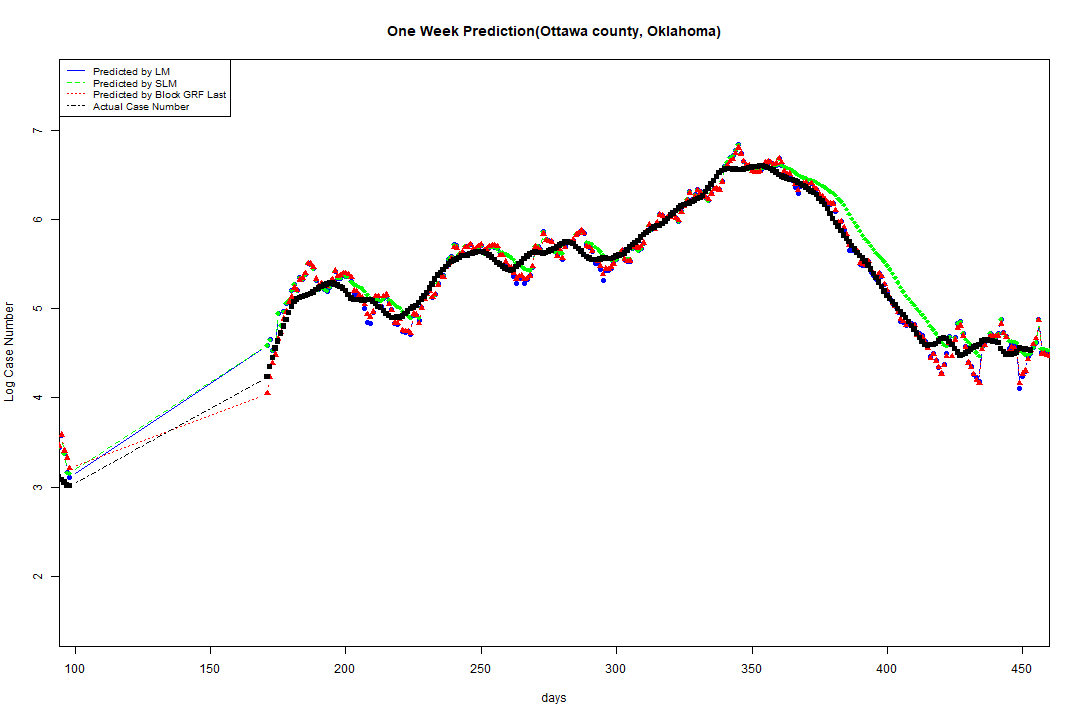 One Week Prediction(Ottawa county, Oklahoma)
Predicted by LM
Predicted by SLM
Predicted by Block GRF Last
Actual Case Number
7
6
5
4
3
2
Log Case Number
100 150 200 250 300 350 400 450
days